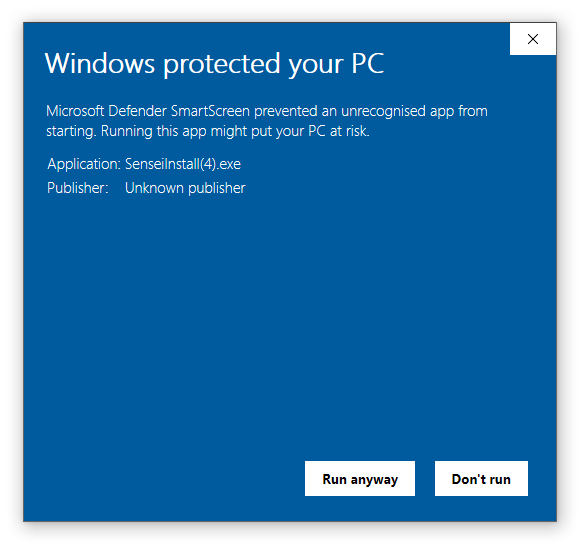 Windows protected your PC
Microsoft Defender SmartScreen prevented an unrecognised app from
starting. Running this app might put your PC at risk.
Application: SenseiInstall(4).exe
Publisher: Unknown publisher
Run anyway Don't run